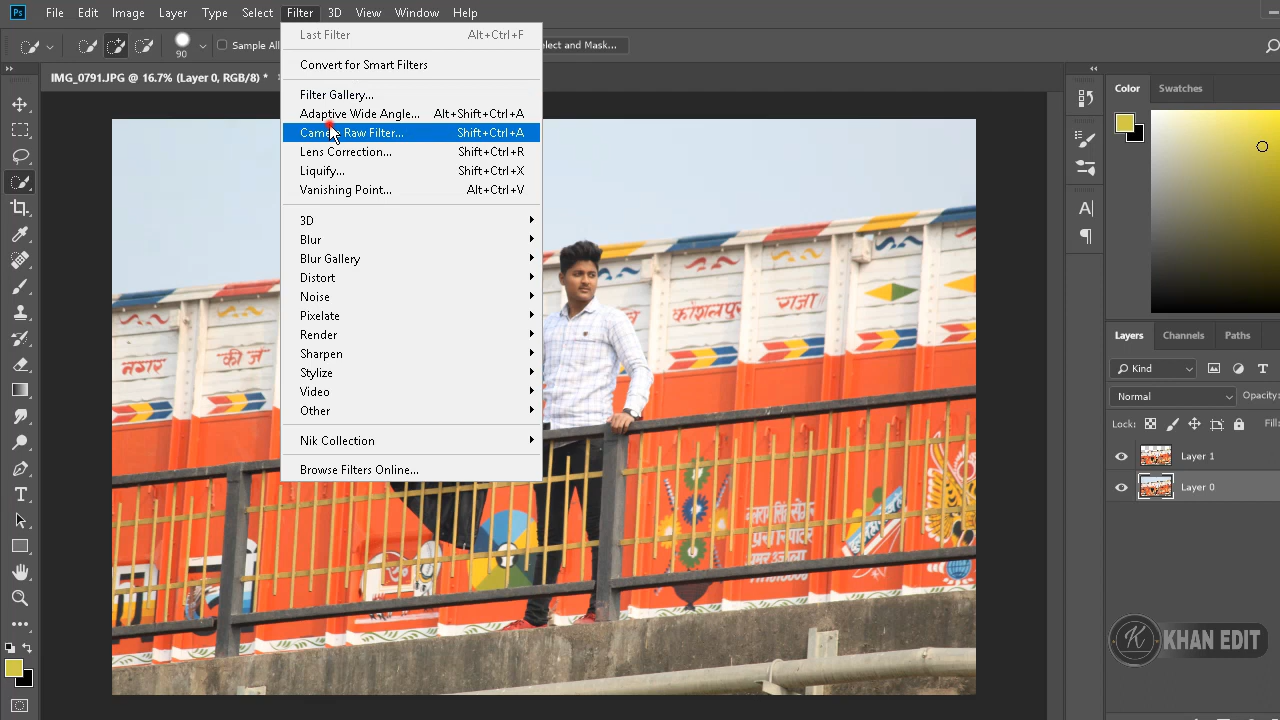 Ps File Edit Image Layer Type Select Filter 3D View Window Help
90 Sample All
elect and Mask...
IMG_0791.JPG @ 16.7% (Layer 0, RGB/8) *
Last Filter Alt+Ctrl+F
Convert for Smart Filters
Filter Gallery...
Adaptive Wide Angle... Alt+Shift+Ctrl+A
Camera Raw Filter... Shift+Ctrl+A
Lens Correction... Shift+Ctrl+R
Liquify... Shift+Ctrl+X
Vanishing Point... Alt+Ctrl+V
3D
Blur
Blur Gallery
Distort
Noise
Pixelate
Render
Sharpen
Stylize
Video
Other
Nik Collection
Browse Filters Online...
Color Swatches
Layers Channels Paths
Kind
Normal Opacity:
Lock: Fill:
Layer 1
Layer 0
नगर
की ज
राजा
K KHAN EDIT